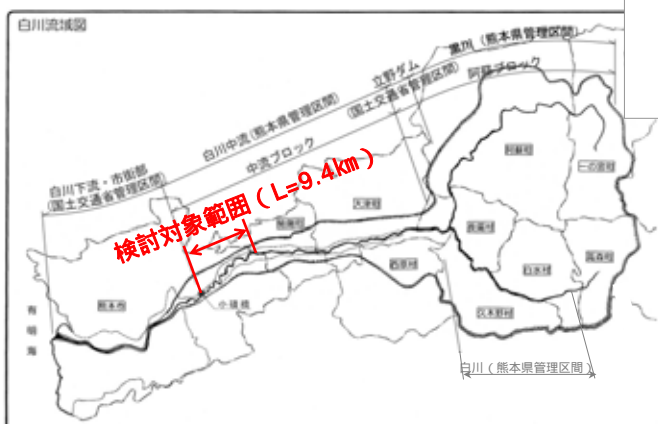 白川流域図
黒川（熊本県管理区間）
立野ダム
（国土交通省管理区間）
阿蘇ブロック
白川中流（熊本県管理区間）
中流ブロック
白川下流・市街部
（国土交通省管理区間）
検討対象範囲（L=9.4km）
阿蘇町
一の宮町
大津町
菊陽町
長陽村
白水村
高森町
西原村
久木野村
熊本市
小磧橋
有明海
白川（熊本県管理区間）